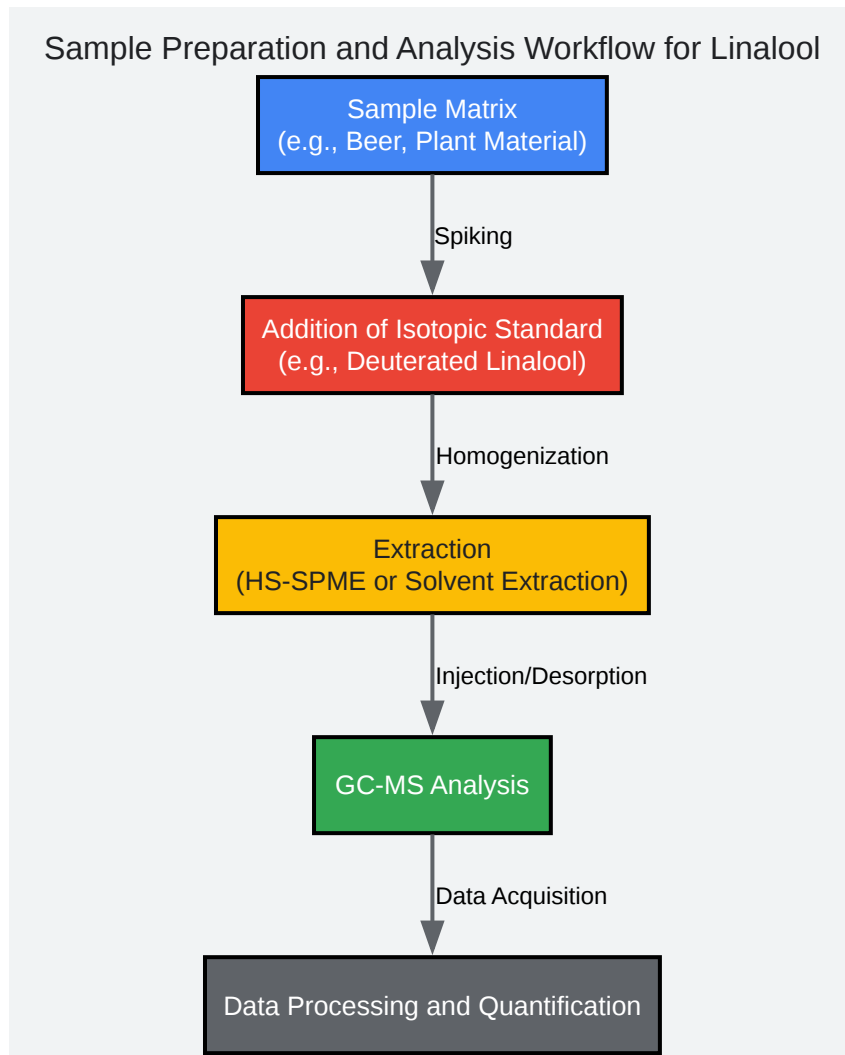 Sample Preparation and Analysis Workflow for Linalool
Sample Matrix
(e.g., Beer, Plant Material)
Spiking
Addition of Isotopic Standard
(e.g., Deuterated Linalool)
Homogenization
Extraction
(HS-SPME or Solvent Extraction)
Injection/Desorption
GC-MS Analysis
Data Acquisition
Data Processing and Quantification